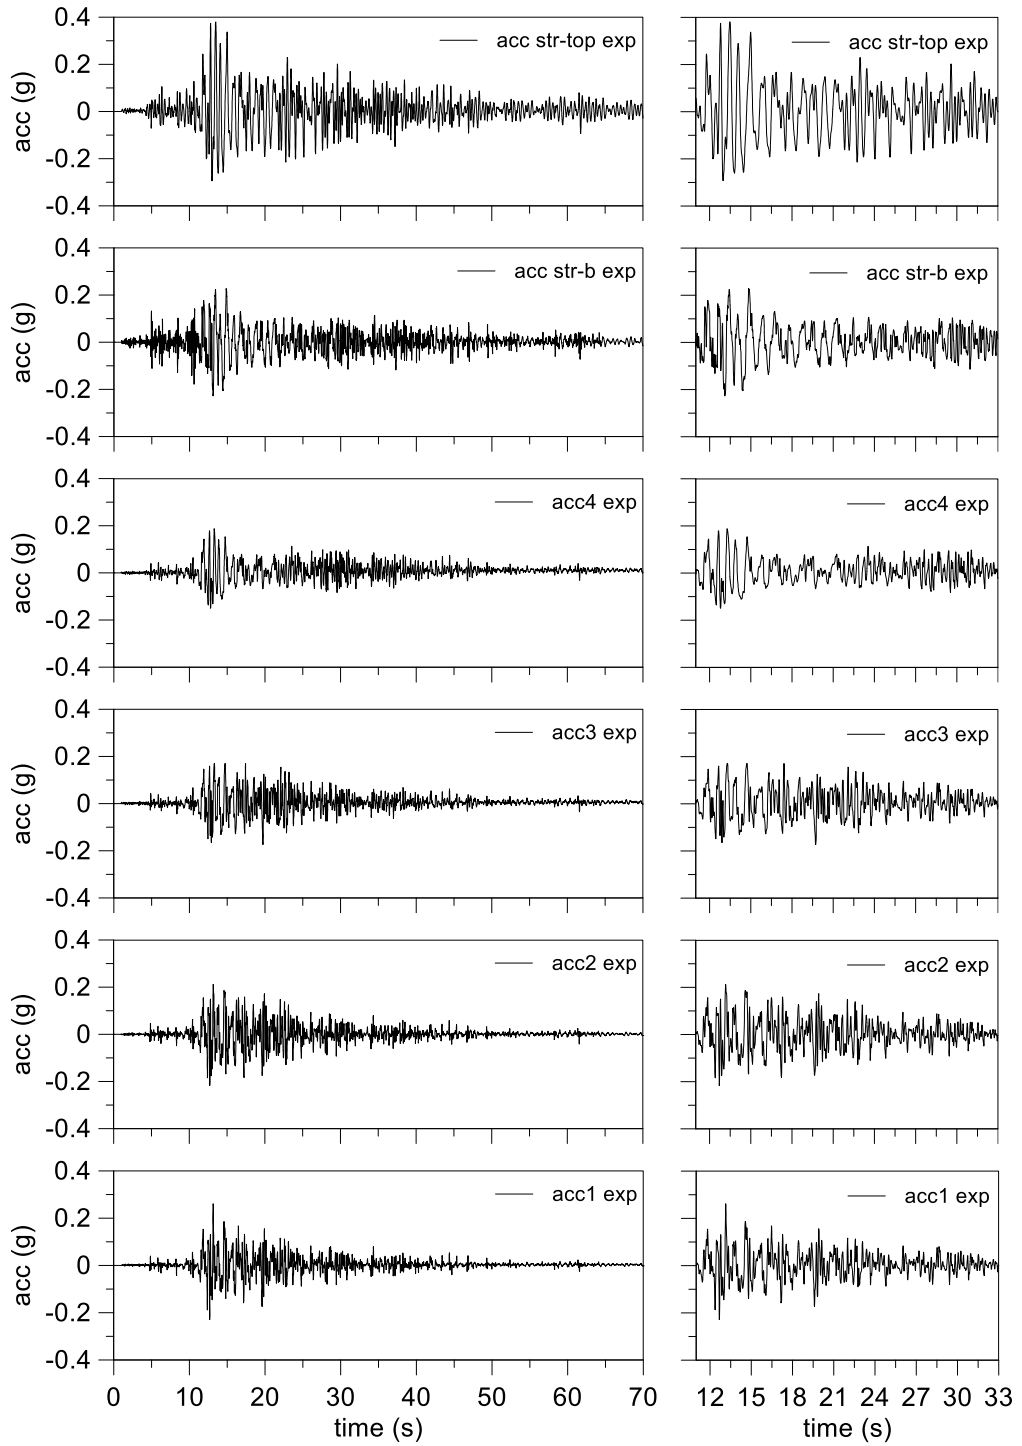 0.4
0.2
0
-0.2
-0.4
acc (g)
acc str-top exp
acc str-top exp
0.4
0.2
0
-0.2
-0.4
acc (g)
acc str-b exp
acc str-b exp
0.4
0.2
0
-0.2
-0.4
acc (g)
acc4 exp
acc4 exp
0.4
0.2
0
-0.2
-0.4
acc (g)
acc3 exp
acc3 exp
0.4
0.2
0
-0.2
-0.4
acc (g)
acc2 exp
acc2 exp
0.4
0.2
0
-0.2
-0.4
acc (g)
acc1 exp
acc1 exp
0 10 20 30 40 50 60 70
12 15 18 21 24 27 30 33
time (s)
time (s)